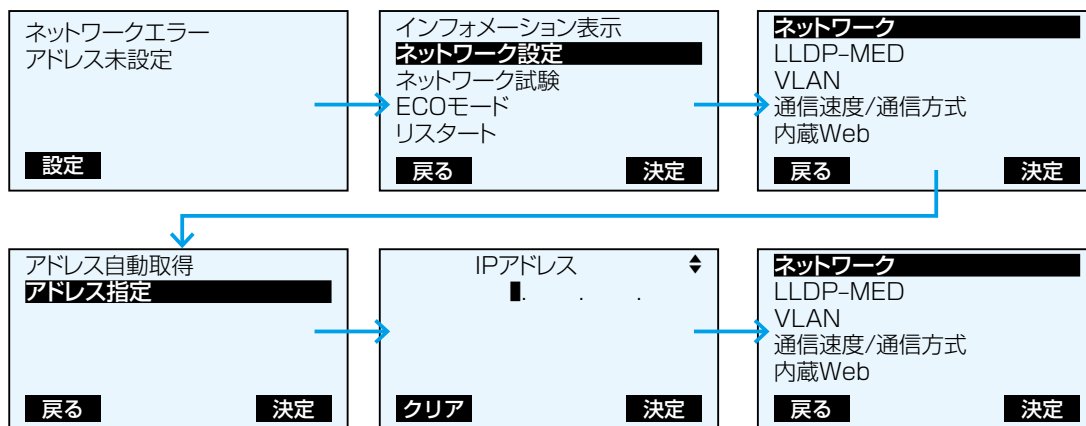 ネットワークエラー
アドレス未設定
設定
インフォメーション表示
ネットワーク設定
ネットワーク試験
ECOモード
リスタート
戻る 決定
ネットワーク
LLDP-MED
VLAN
通信速度/通信方式
内蔵Web
戻る 決定
アドレス自動取得
アドレス指定
戻る 決定
IPアドレス
. . .
クリア 決定
ネットワーク
LLDP-MED
VLAN
通信速度/通信方式
内蔵Web
戻る 決定